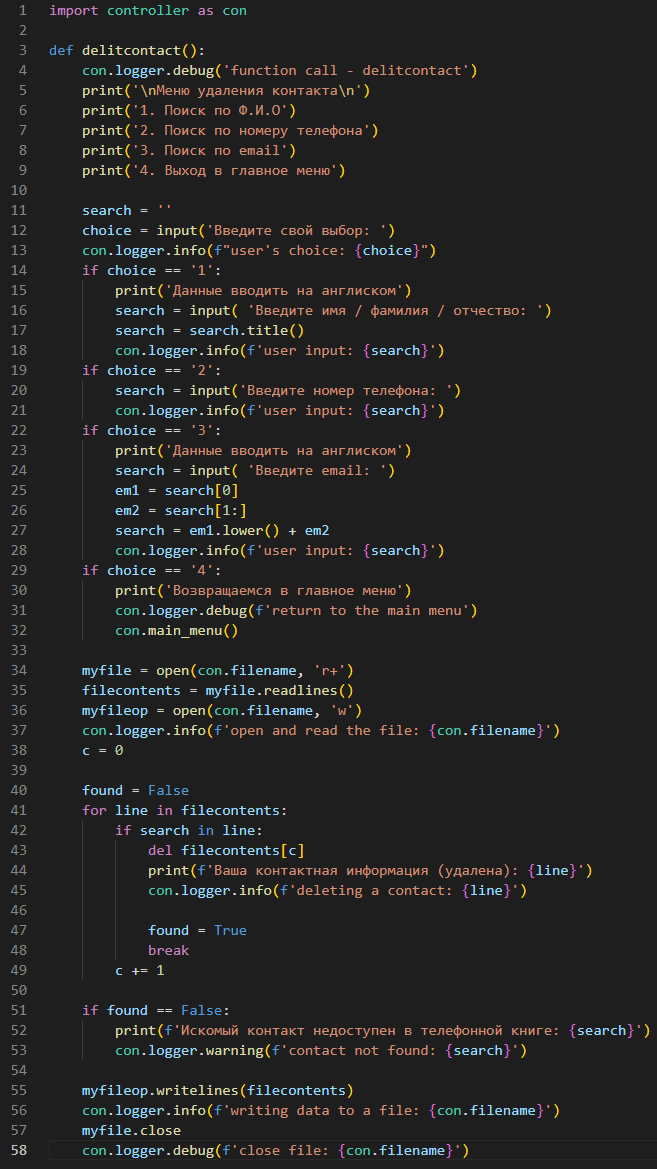 1 import controller as con
2
3 def delitcontact():
4     con.logger.debug('function call - delitcontact')
5     print('\nМеню удаления контакта\n')
6     print('1. Поиск по Ф.И.О')
7     print('2. Поиск по номеру телефона')
8     print('3. Поиск по email')
9     print('4. Выход в главное меню')
10
11     search = ''
12     choice = input('Введите свой выбор: ')
13     con.logger.info(f"user's choice: {choice}")
14     if choice == '1':
15         print('Данные вводить на англиском')
16         search = input( 'Введите имя / фамилия / отчество: ')
17         search = search.title()
18         con.logger.info(f'user input: {search}')
19     if choice == '2':
20         search = input('Введите номер телефона: ')
21         con.logger.info(f'user input: {search}')
22     if choice == '3':
23         print('Данные вводить на англиском')
24         search = input( 'Введите email: ')
25         em1 = search[0]
26         em2 = search[1:]
27         search = em1.lower() + em2
28         con.logger.info(f'user input: {search}')
29     if choice == '4':
30         print('Возвращаемся в главное меню')
31         con.logger.debug(f'return to the main menu')
32         con.main_menu()
33
34     myfile = open(con.filename, 'r+')
35     filecontents = myfile.readlines()
36     myfileop = open(con.filename, 'w')
37     con.logger.info(f'open and read the file: {con.filename}')
38     c = 0
39
40     found = False
41     for line in filecontents:
42         if search in line:
43             del filecontents[c]
44             print(f'Ваша контактная информация (удалена): {line}')
45             con.logger.info(f'deleting a contact: {line}')
46
47             found = True
48             break
49         c += 1
50
51     if found == False:
52         print(f'Искомый контакт недоступен в телефонной книге: {search}')
53         con.logger.warning(f'contact not found: {search}')
54
55     myfileop.writelines(filecontents)
56     con.logger.info(f'writing data to a file: {con.filename}')
57     myfile.close
58     con.logger.debug(f'close file: {con.filename}')